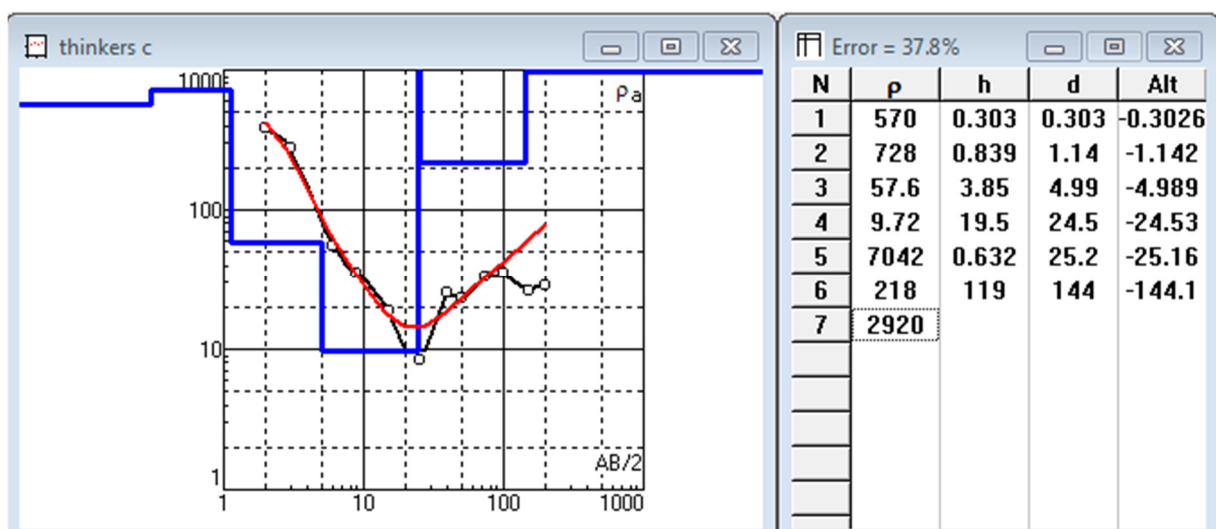 thinkers c
1000
ρa
100
10
1
AB/2
1 10 100 1000
Error = 37.8%
N ρ h d Alt
1 570 0.303 0.303 -0.3026
2 728 0.839 1.14 -1.142
3 57.6 3.85 4.99 -4.989
4 9.72 19.5 24.5 -24.53
5 7042 0.632 25.2 -25.16
6 218 119 144 -144.1
7 2920